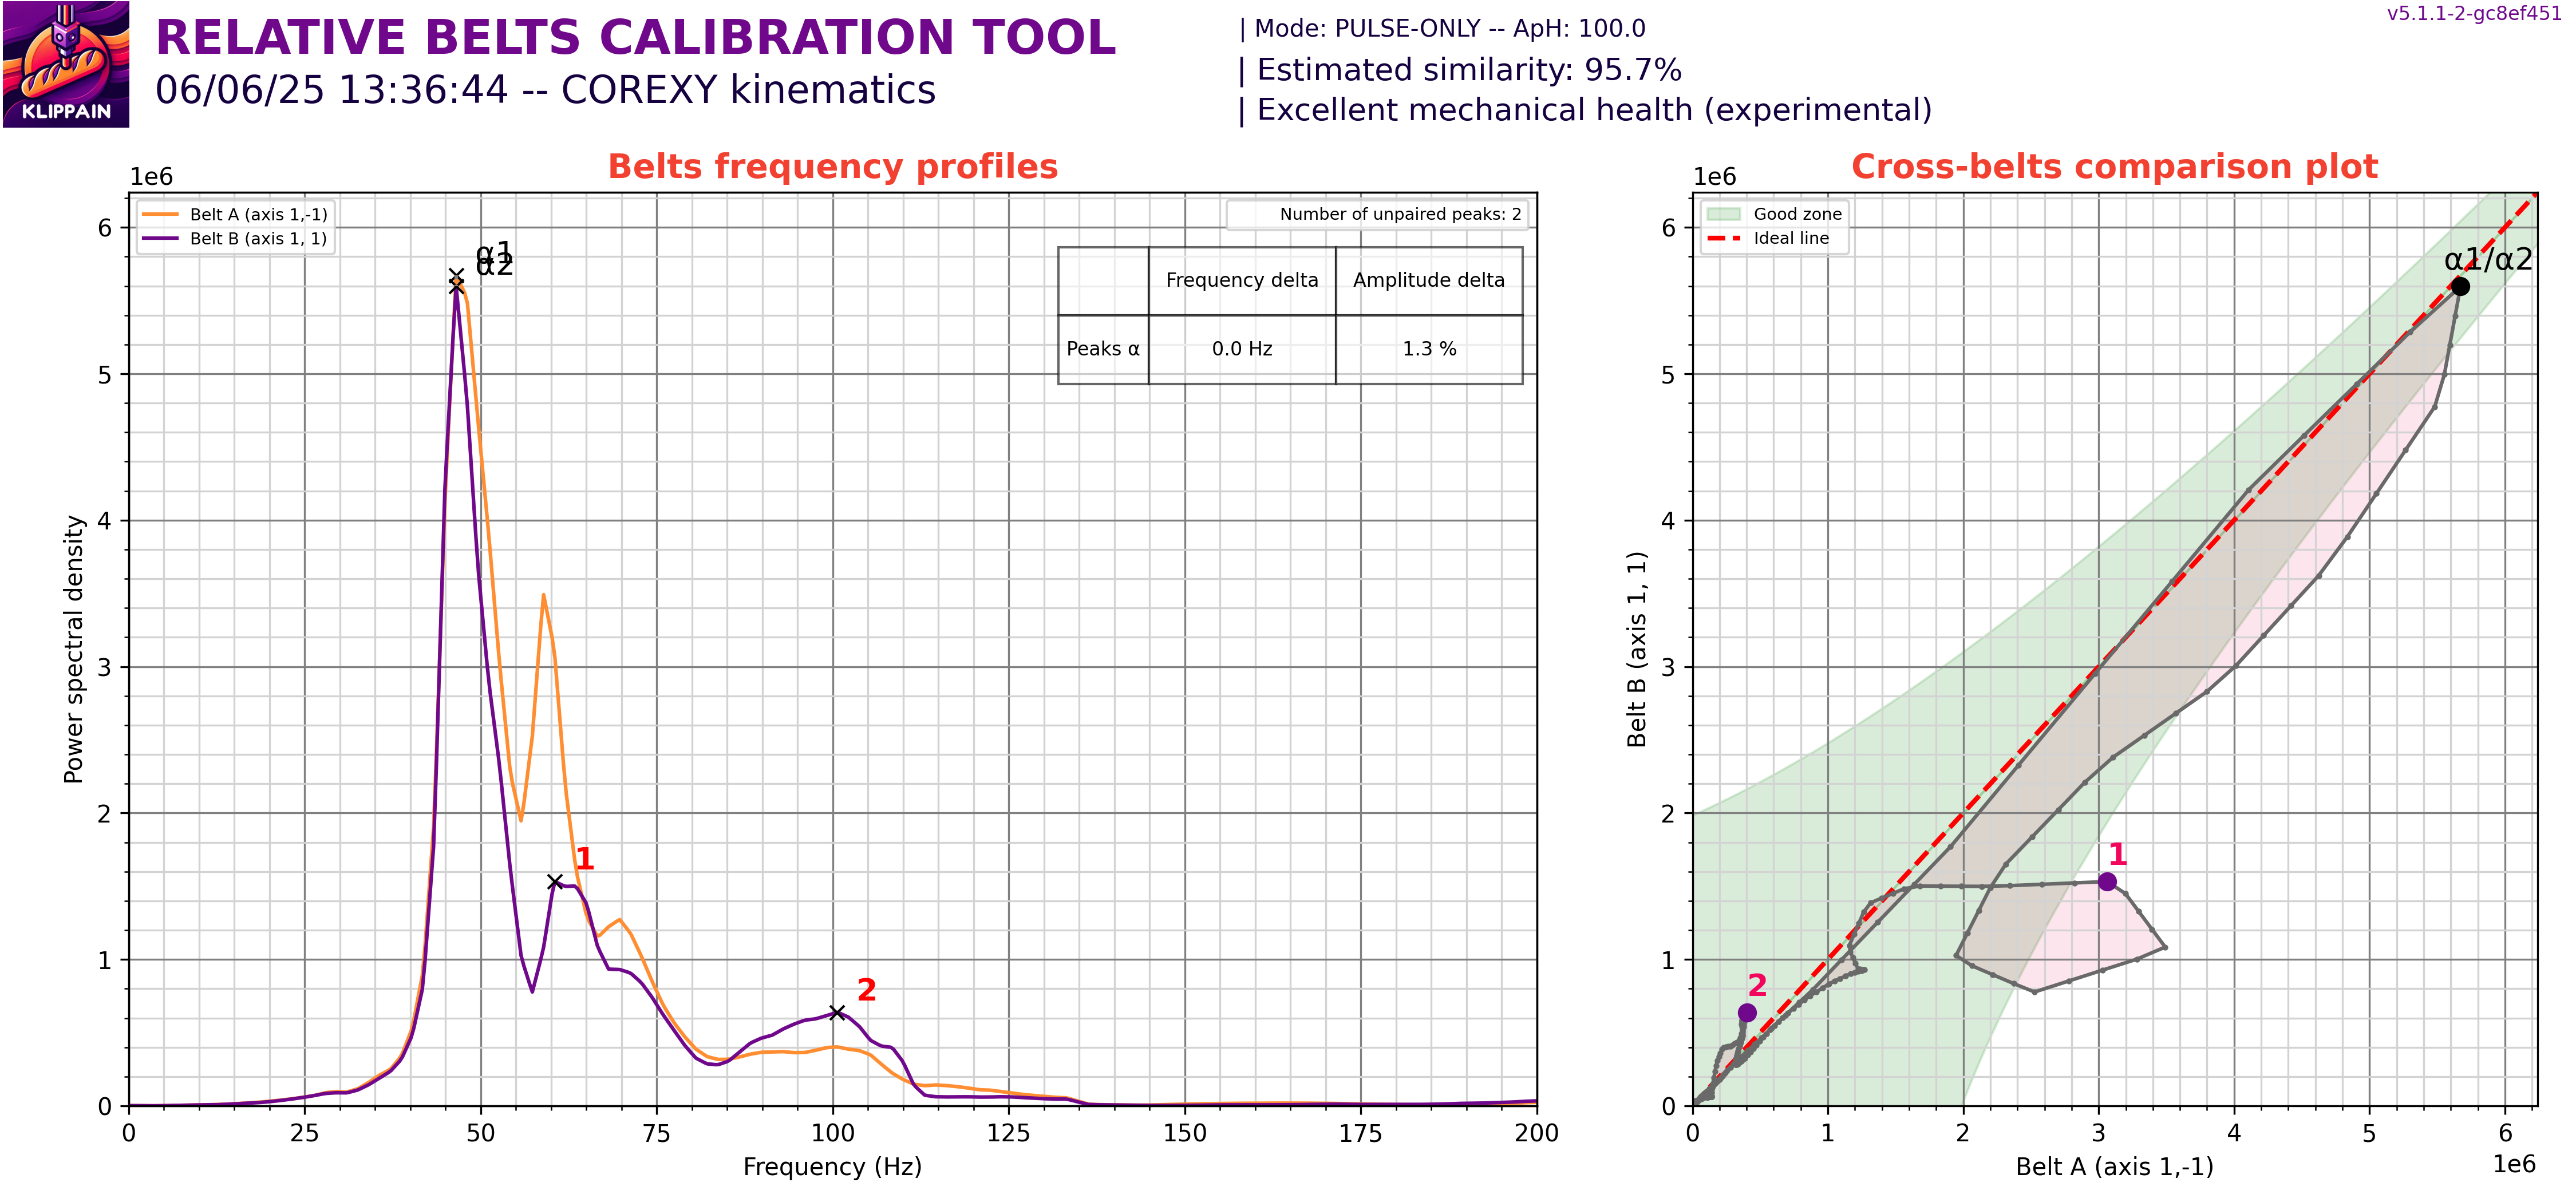 RELATIVE BELTS CALIBRATION TOOL
06/06/25 13:36:44 -- COREXY kinematics
KLIPPAIN
| Mode: PULSE-ONLY -- ApH: 100.0
| Estimated similarity: 95.7%
| Excellent mechanical health (experimental)
v5.1.1-2-gc8ef451
Belts frequency profiles
1e6
Belt A (axis 1,-1)
Belt B (axis 1, 1)
Number of unpaired peaks: 2
Frequency delta Amplitude delta
Peaks α 0.0 Hz 1.3 %
α1
α2
1
2
Power spectral density
6
5
4
3
2
1
0
0 25 50 75 100 125 150 175 200
Frequency (Hz)
Cross-belts comparison plot
1e6
Good zone
Ideal line
α1/α2
1
2
Belt B (axis 1, 1)
6
5
4
3
2
1
0
0 1 2 3 4 5 6
1e6
Belt A (axis 1,-1)